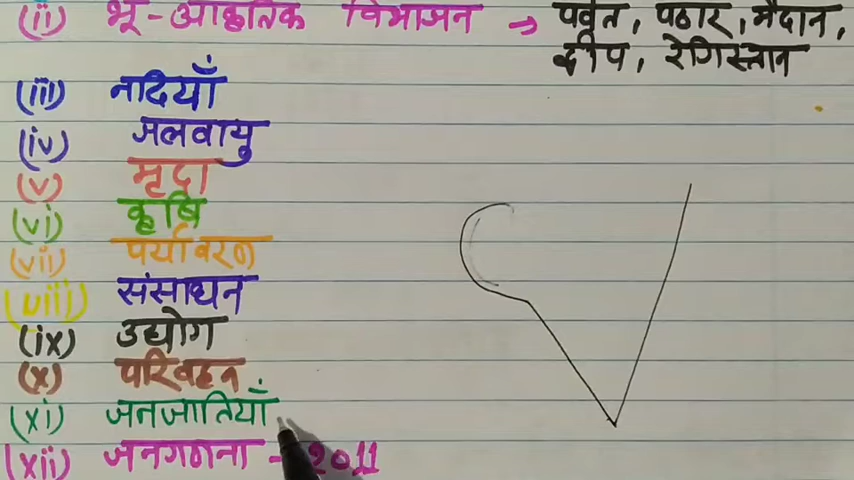 (ii) भू-आकृतिक विभाजन → पर्वत, पठार, मैदान,
द्वीप, रेगिस्तान
(iii) नदियाँ
(iv) जलवायु
(v) मृदा
(vi) कृषि
(vii) पर्यावरण
(viii) संसाधन
(ix) उद्योग
(x) परिवहन
(xi) जनजातियाँ
(xii) जनगणना - 2011